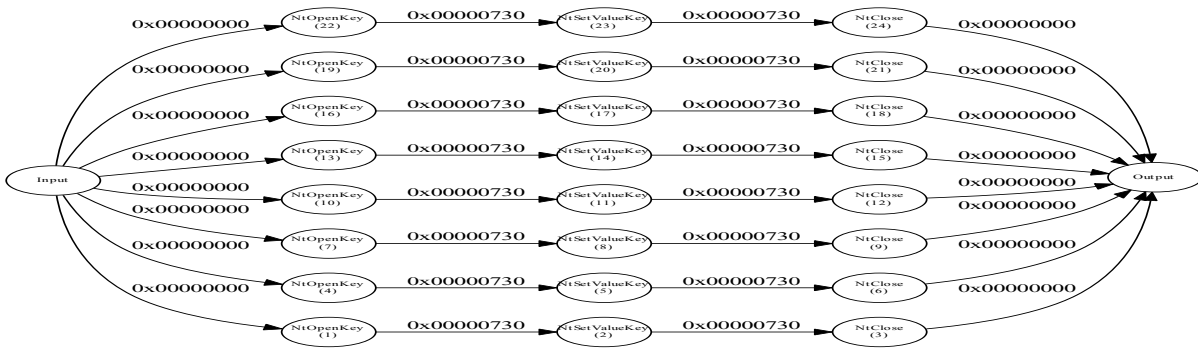 0x00000000 NtOpenKey 0x00000730 NtSetValueKey 0x00000730 NtClose 0x00000000
(22) (23) (24)
0x00000000 NtOpenKey 0x00000730 NtSetValueKey 0x00000730 NtClose 0x00000000
(19) (20) (21)
0x00000000 NtOpenKey 0x00000730 NtSetValueKey 0x00000730 NtClose 0x00000000
(16) (17) (18)
0x00000000 NtOpenKey 0x00000730 NtSetValueKey 0x00000730 NtClose 0x00000000
(13) (14) (15)
Input Output
0x00000000 NtOpenKey 0x00000730 NtSetValueKey 0x00000730 NtClose 0x00000000
(10) (11) (12)
0x00000000 NtOpenKey 0x00000730 NtSetValueKey 0x00000730 NtClose 0x00000000
(7) (8) (9)
0x00000000 NtOpenKey 0x00000730 NtSetValueKey 0x00000730 NtClose 0x00000000
(4) (5) (6)
0x00000000 NtOpenKey 0x00000730 NtSetValueKey 0x00000730 NtClose 0x00000000
(1) (2) (3)